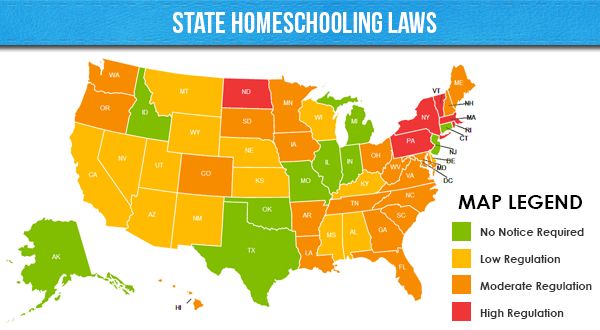 STATE HOMESCHOOLING LAWS
WA
MT
ND
MN
ME
VT
NH
OR
ID
SD
WI
MI
NY
MA
RI
CT
WY
IA
PA
NJ
NE
IL
IN
OH
DE
MD
DC
NV
UT
CO
KS
MO
KY
WV
VA
CA
AZ
NM
OK
AR
TN
NC
SC
TX
LA
MS
AL
GA
FL
AK
HI
MAP LEGEND
No Notice Required
Low Regulation
Moderate Regulation
High Regulation